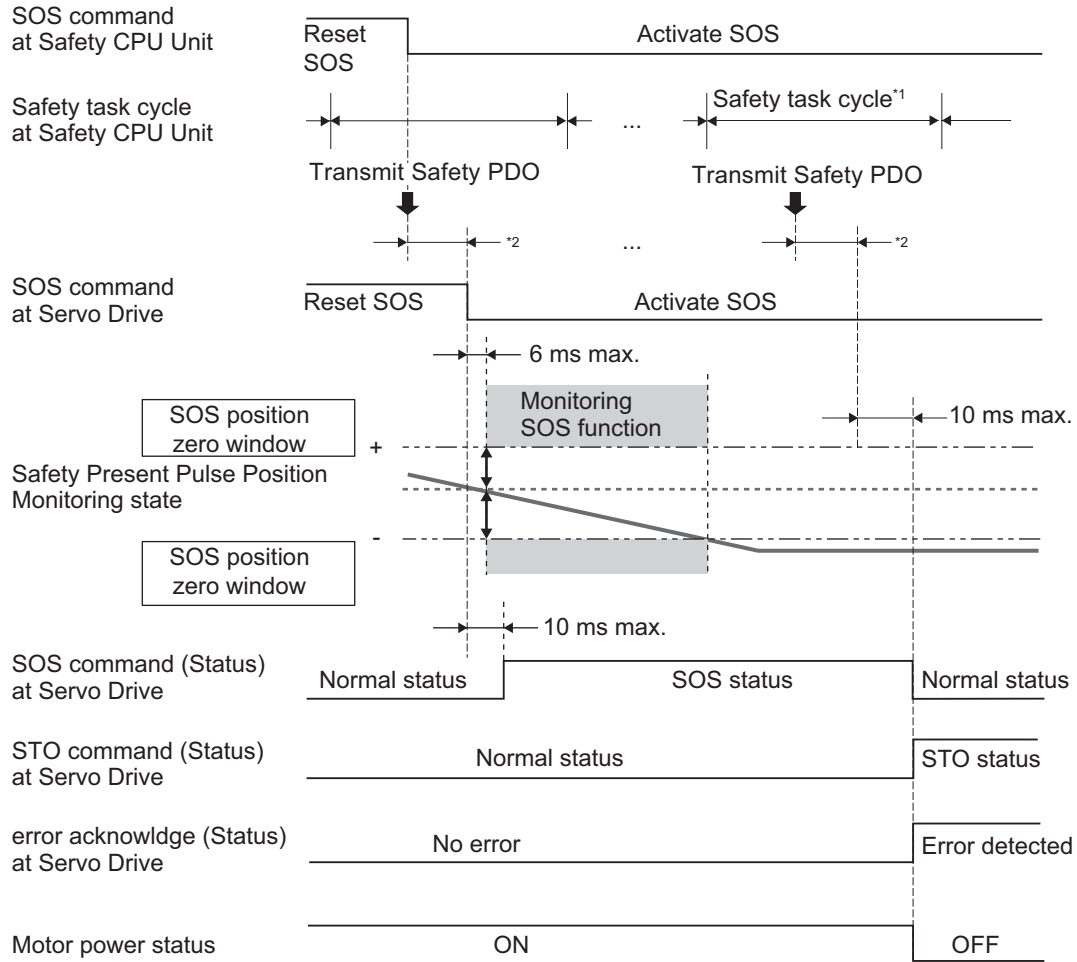 SOS command
at Safety CPU Unit
Reset
SOS
Activate SOS
Safety task cycle
at Safety CPU Unit
...
Safety task cycle*1
Transmit Safety PDO
Transmit Safety PDO
*2
...
*2
SOS command
at Servo Drive
Reset SOS
Activate SOS
6 ms max.
SOS position
zero window
+
Monitoring
SOS function
10 ms max.
Safety Present Pulse Position
Monitoring state
-
SOS position
zero window
10 ms max.
SOS command (Status)
at Servo Drive
Normal status
SOS status
Normal status
STO command (Status)
at Servo Drive
Normal status
STO status
error acknowldge (Status)
at Servo Drive
No error
Error detected
Motor power status
ON
OFF